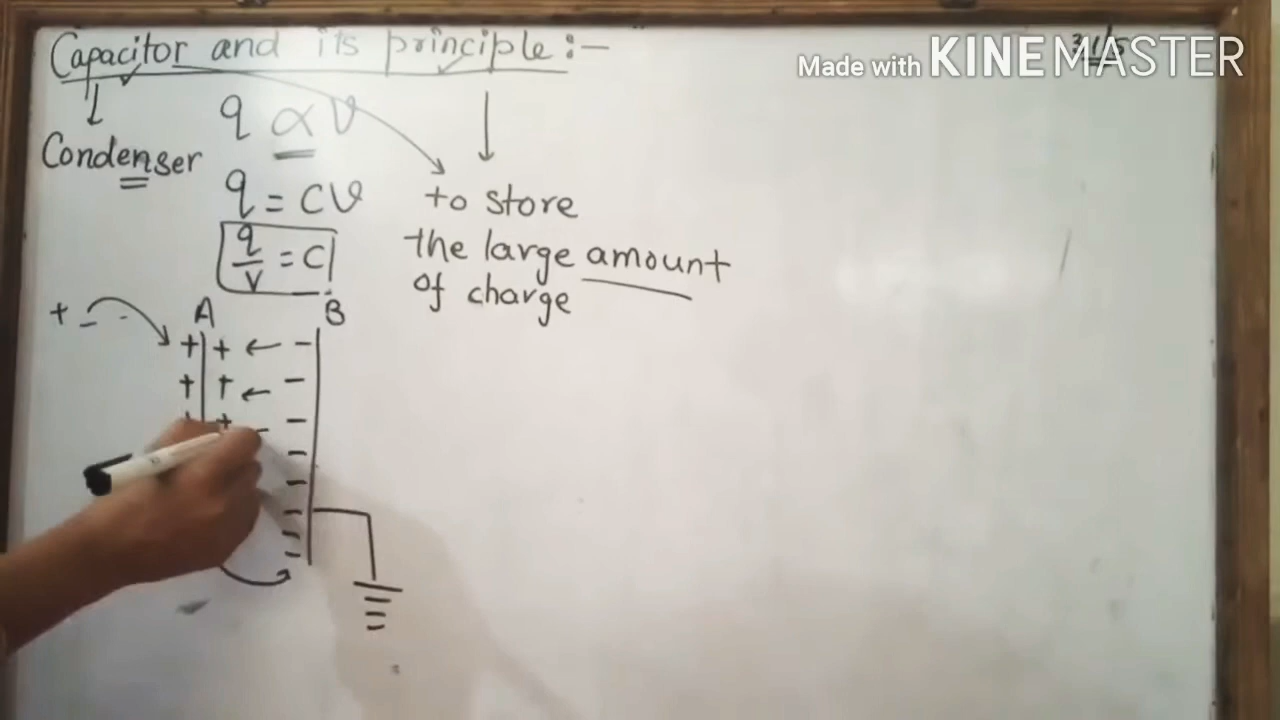 Capacitor and its principle:-
Made with KINEMASTER
Condenser
q ∝ V
q = CV
q/V = C
to store
the large amount
of charge
A B
+ -
+ + ← -
+ + ← -
+ -
-
-
-
-
-